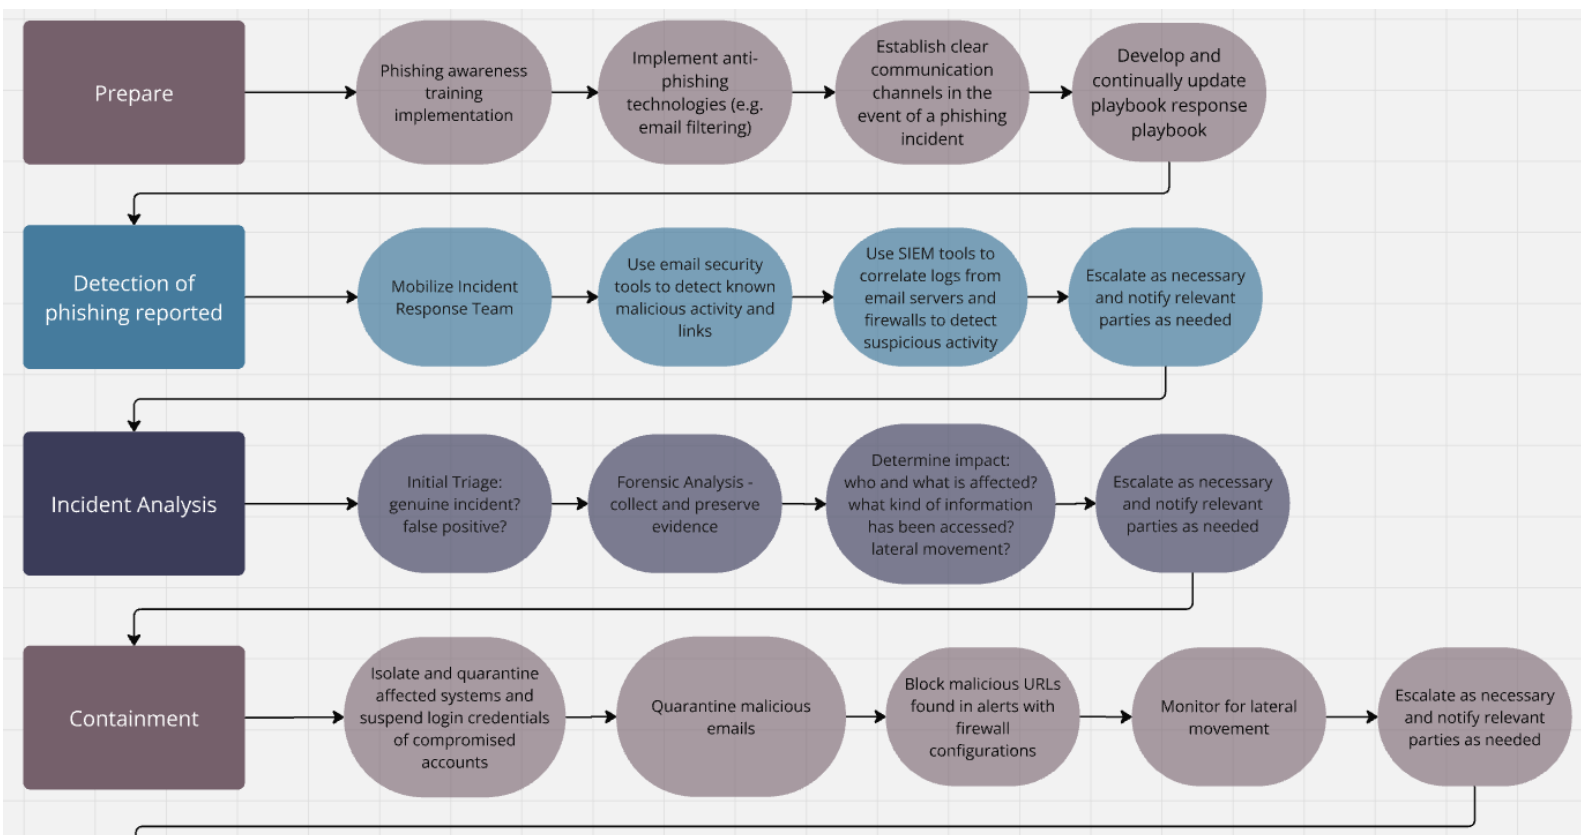 Prepare
Phishing awareness
training
implementation
Implement anti-
phishing
technologies (e.g.
email filtering)
Establish clear
communication
channels in the
event of a phishing
incident
Develop and
continually update
playbook response
playbook
Detection of
phishing reported
Mobilize Incident
Response Team
Use email security
tools to detect known
malicious activity and
links
Use SIEM tools to
correlate logs from
email servers and
firewalls to detect
suspicious activity
Escalate as necessary
and notify relevant
parties as needed
Incident Analysis
Initial Triage:
genuine incident?
false positive?
Forensic Analysis -
collect and preserve
evidence
Determine impact:
who and what is affected?
what kind of information
has been accessed?
lateral movement?
Escalate as necessary
and notify relevant
parties as needed
Containment
Isolate and quarantine
affected systems and
suspend login credentials
of compromised
accounts
Quarantine malicious
emails
Block malicious URLs
found in alerts with
firewall
configurations
Monitor for lateral
movement
Escalate as necessary
and notify relevant
parties as needed